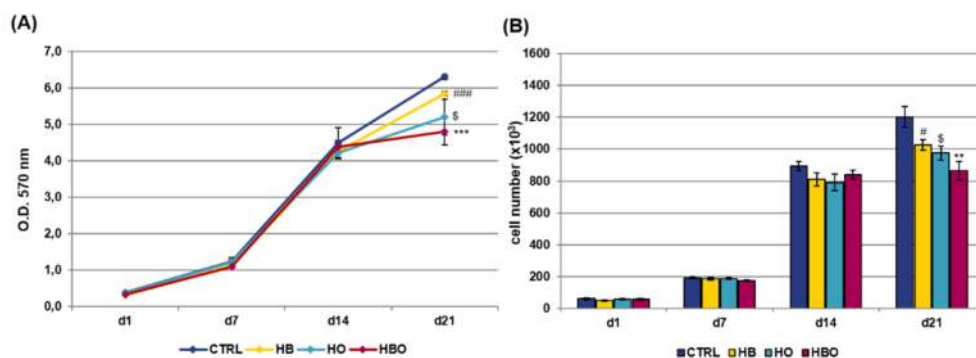 (A)
7,0
6,0
5,0
4,0
3,0
2,0
1,0
0,0
O.D. 570 nm
###
$
***
d1 d7 d14 d21
CTRL HB HO HBO
(B)
1600
1400
1200
1000
800
600
400
200
0
cell number (x10³)
#
$
**
d1 d7 d14 d21
CTRL HB HO HBO